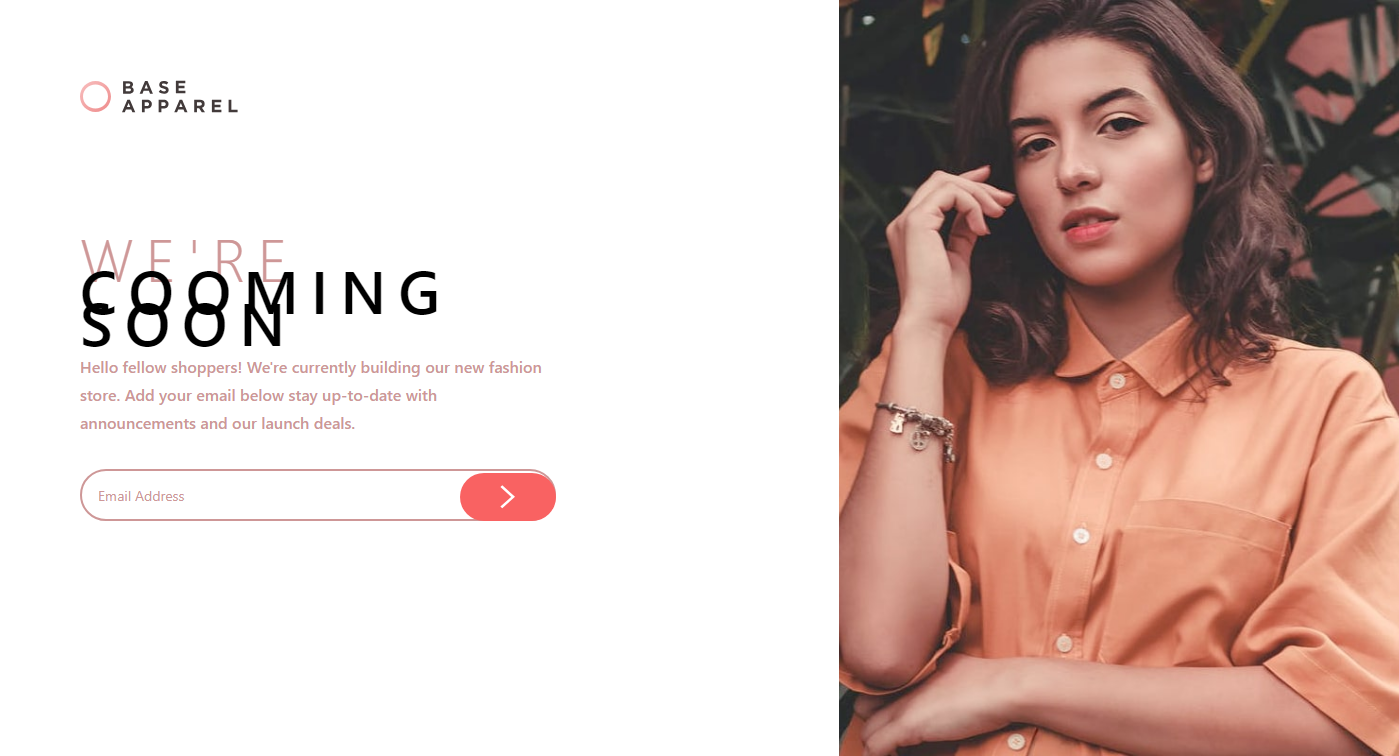 BASE
APPAREL
WE'RE
COOMING
SOON
Hello fellow shoppers! We're currently building our new fashion
store. Add your email below stay up-to-date with
announcements and our launch deals.
Email Address